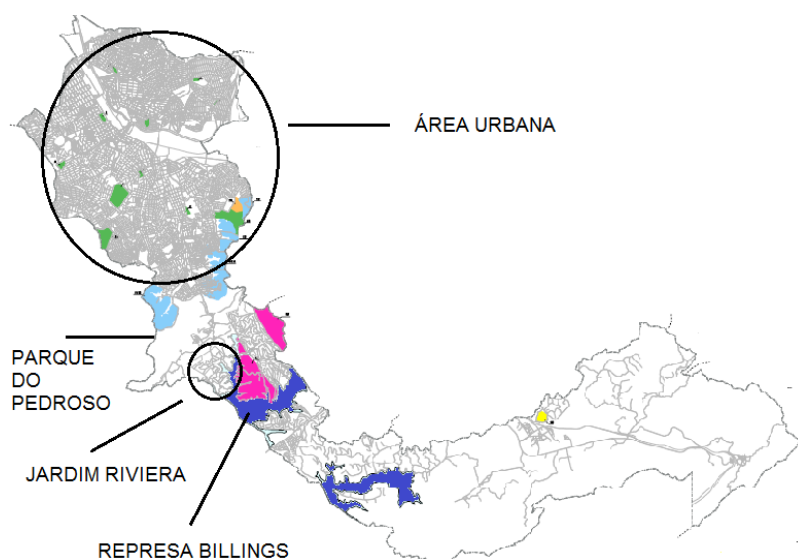 ÁREA URBANA
PARQUE
DO
PEDROSO
JARDIM RIVIERA
REPRESA BILLINGS